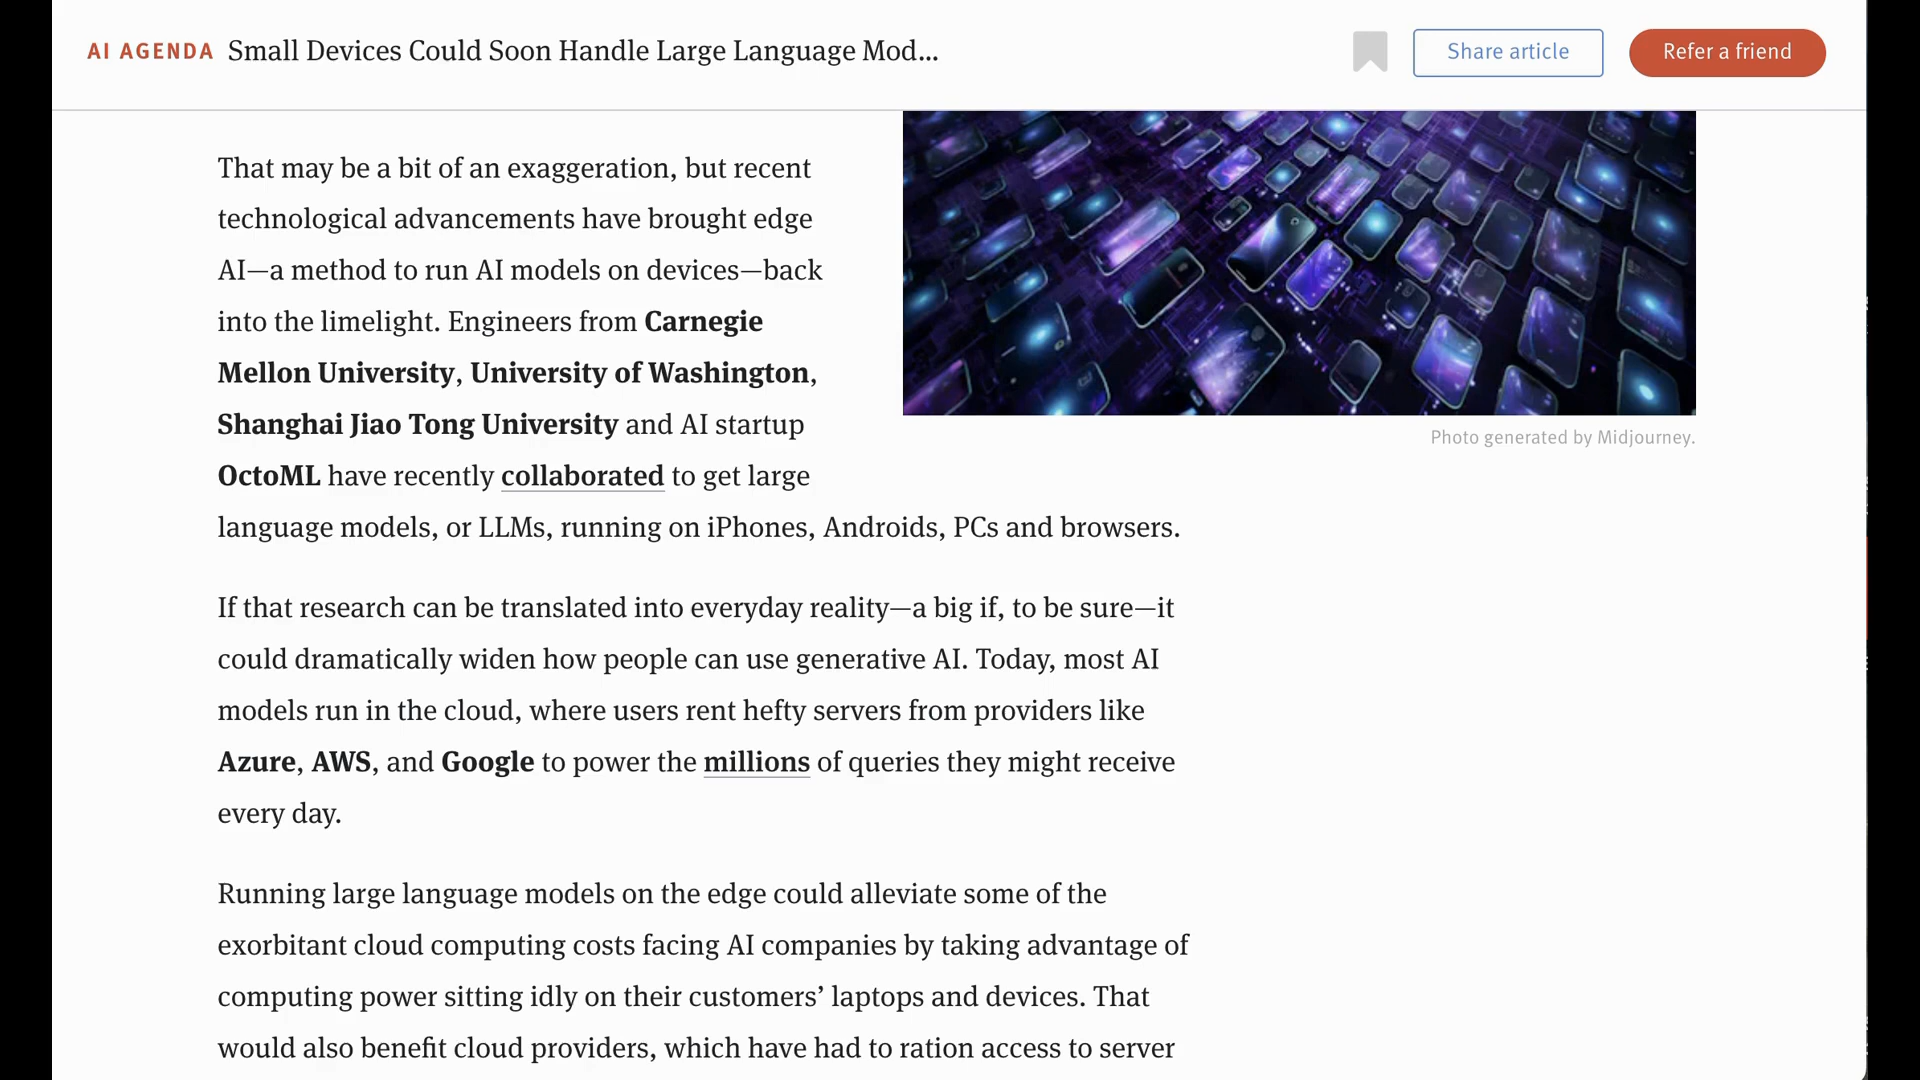 AI AGENDA Small Devices Could Soon Handle Large Language Mod...
Share article
Refer a friend
That may be a bit of an exaggeration, but recent
technological advancements have brought edge
AI—a method to run AI models on devices—back
into the limelight. Engineers from Carnegie
Mellon University, University of Washington,
Shanghai Jiao Tong University and AI startup
OctoML have recently collaborated to get large
language models, or LLMs, running on iPhones, Androids, PCs and browsers.
Photo generated by Midjourney.
If that research can be translated into everyday reality—a big if, to be sure—it
could dramatically widen how people can use generative AI. Today, most AI
models run in the cloud, where users rent hefty servers from providers like
Azure, AWS, and Google to power the millions of queries they might receive
every day.
Running large language models on the edge could alleviate some of the
exorbitant cloud computing costs facing AI companies by taking advantage of
computing power sitting idly on their customers’ laptops and devices. That
would also benefit cloud providers, which have had to ration access to server